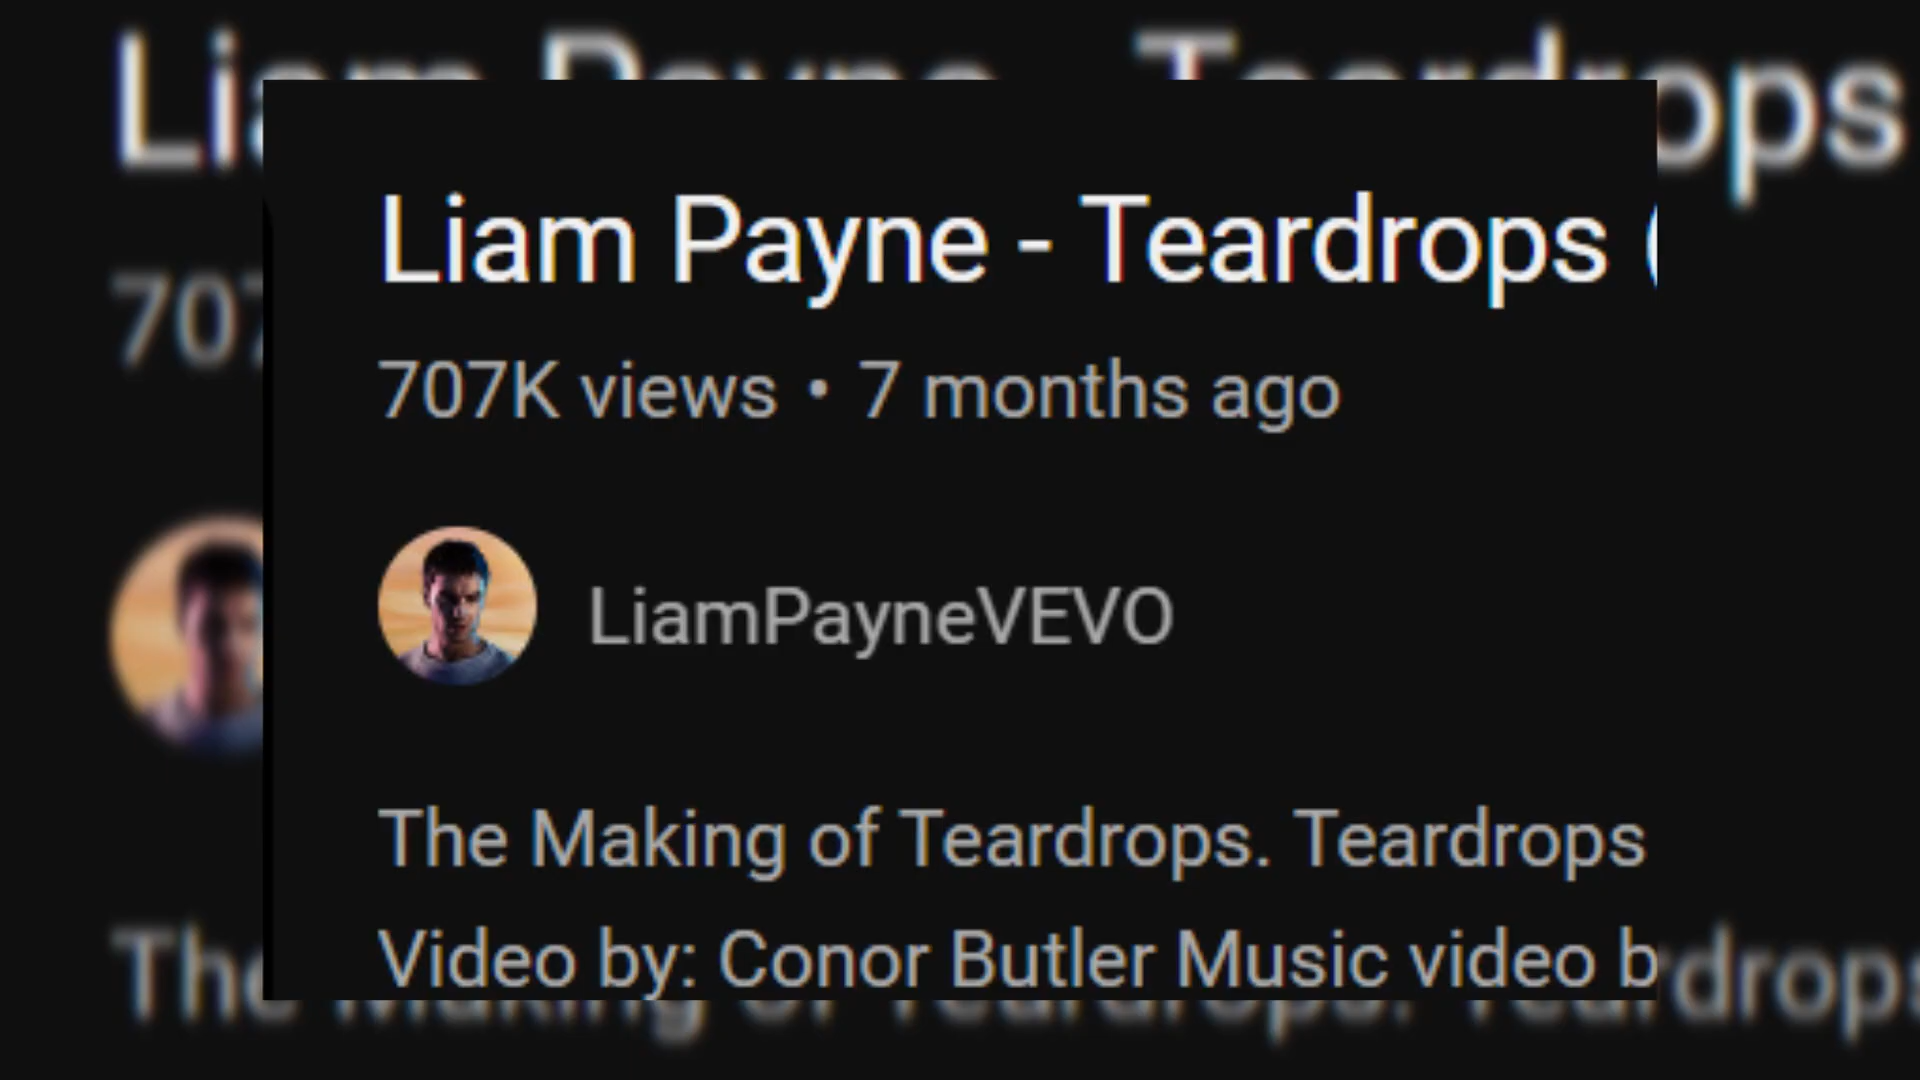 Liam Payne - Teardrops (
707K views • 7 months ago
LiamPayneVEVO
The Making of Teardrops. Teardrops
Video by: Conor Butler Music video b